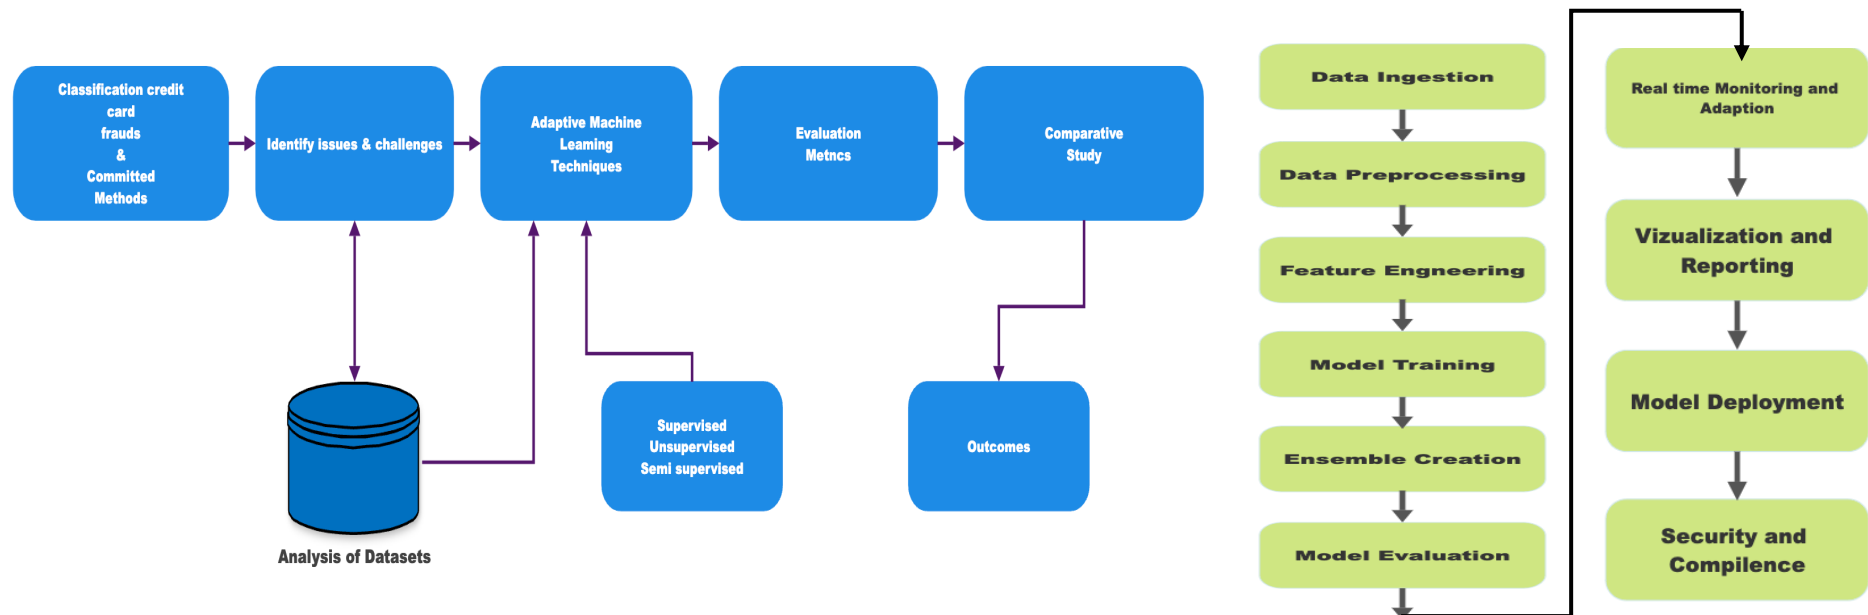 Classification credit
card
frauds
&
Committed
Methods
Identify issues & challenges
Adaptive Machine
Leaming
Techniques
Evaluation
Metncs
Comparative
Study
Supervised
Unsupervised
Semi supervised
Outcomes
Analysis of Datasets
Data Ingestion
Data Preprocessing
Feature Engneering
Model Training
Ensemble Creation
Model Evaluation
Real time Monitoring and
Adaption
Vizualization and
Reporting
Model Deployment
Security and
Compilence